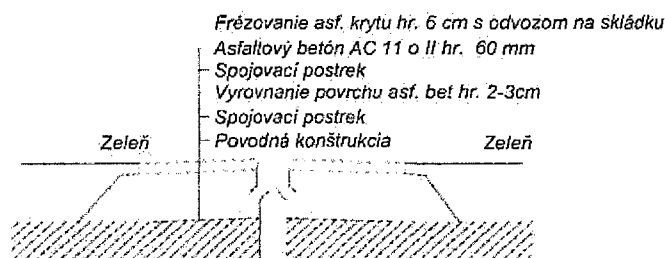 Frézovanie asf. krytu hr. 6 cm s odvozom na skládku
Asfaltový betón AC 11 o II hr. 60 mm
Spojovací postrek
Vyrovnanie povrchu asf. bet hr. 2-3cm
Spojovací postrek
Povodná konštrukcia
Zeleň
Zeleň